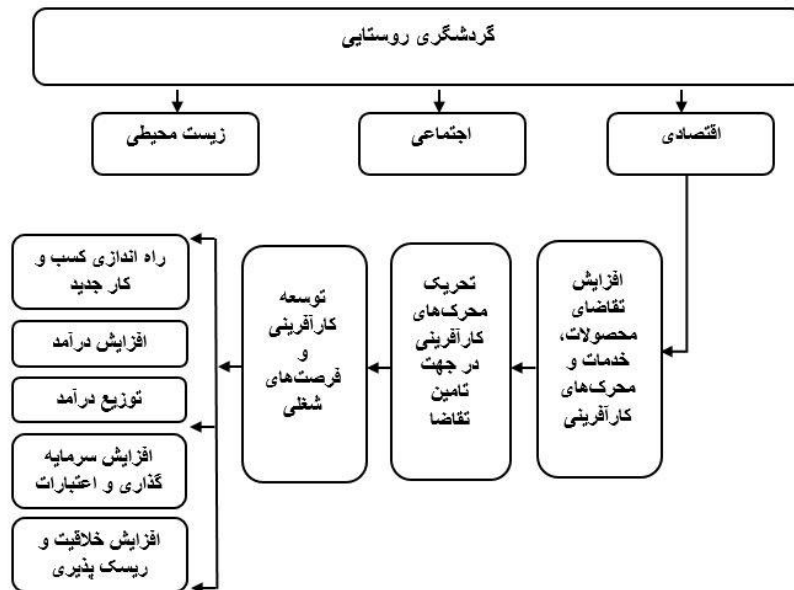 گردشگری روستایی
اقتصادی
اجتماعی
زیست محیطی
افزایش
تقاضای
محصولات،
خدمات و
محرک‌های
کارآفرینی
تحریک
محرک‌های
کارآفرینی
در جهت
تامین
تقاضا
توسعه
کارآفرینی
و
فرصت‌های
شغلی
راه اندازی کسب و
کار جدید
افزایش درآمد
توزیع درآمد
افزایش سرمایه
گذاری و اعتبارات
افزایش خلاقیت و
ریسک پذیری